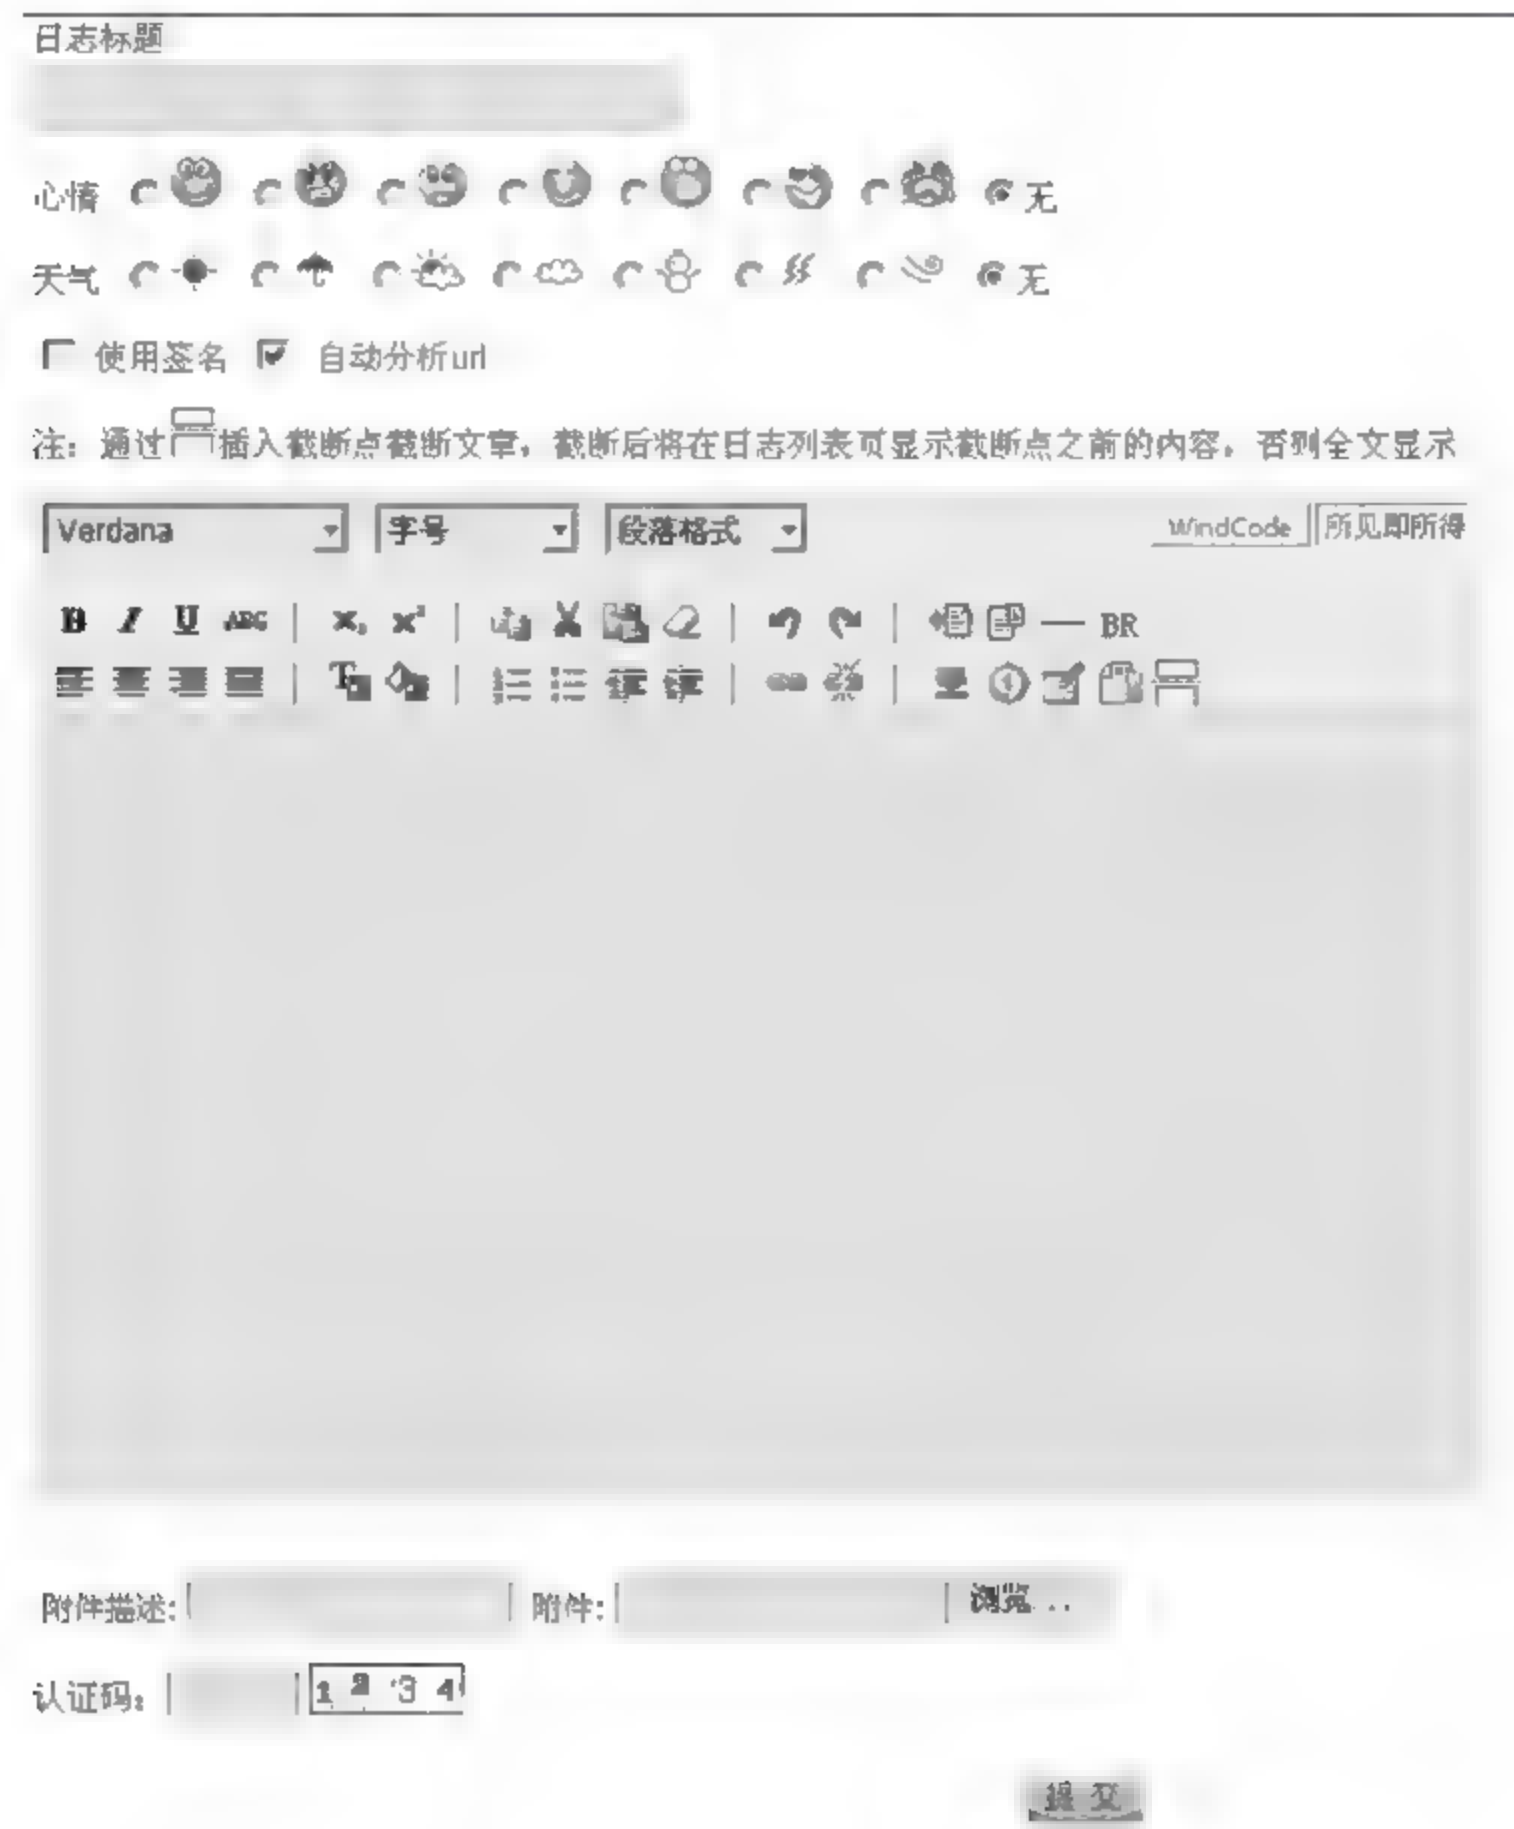 日志标题
心情 无
天气 无
使用签名 自动分析url
注：通过插入截断点截断文章，截断后将在日志列表页显示截断点之前的内容，否则全文显示
Verdana 字号 段落格式 WindCode 所见即所得
B I U ABC x, x² BR
附件描述: 附件: 浏览...
认证码: 1 2 3 4
提 交